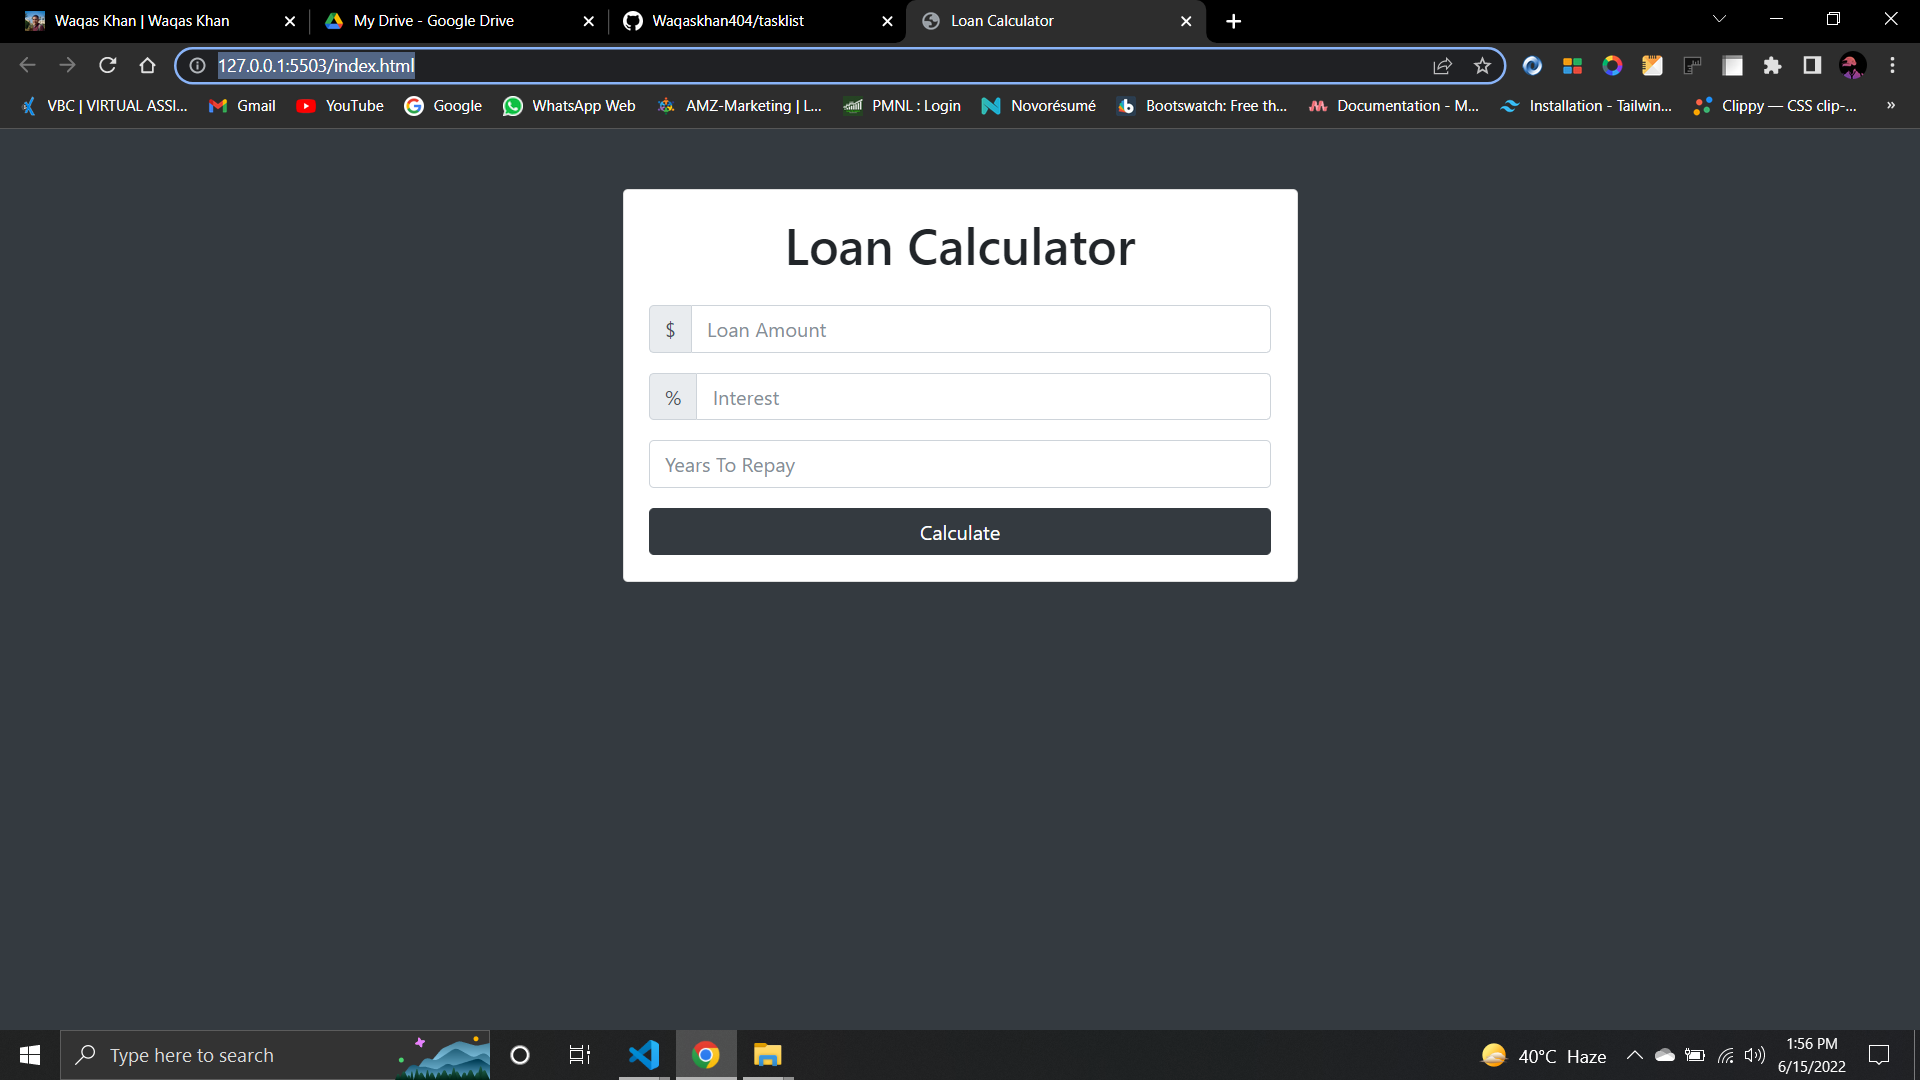 Waqas Khan | Waqas Khan
My Drive - Google Drive
Waqaskhan404/tasklist
Loan Calculator
127.0.0.1:5503/index.html
VBC | VIRTUAL ASSI...
Gmail
YouTube
Google
WhatsApp Web
AMZ-Marketing | L...
PMNL : Login
Novorésumé
Bootswatch: Free th...
Documentation - M...
Installation - Tailwin...
Clippy — CSS clip-...
»
Loan Calculator
$ Loan Amount
% Interest
Years To Repay
Calculate
Type here to search
40°C Haze
1:56 PM
6/15/2022